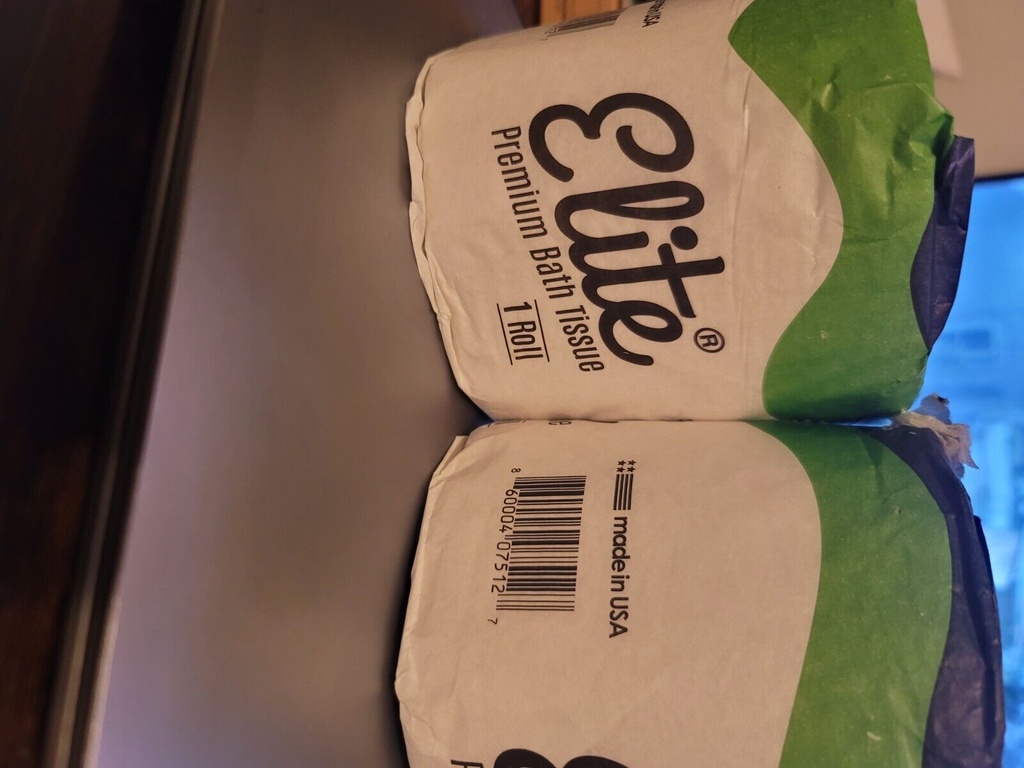 Elite®
Premium Bath Tissue
1 Roll
made in USA
8 60004 07512 7